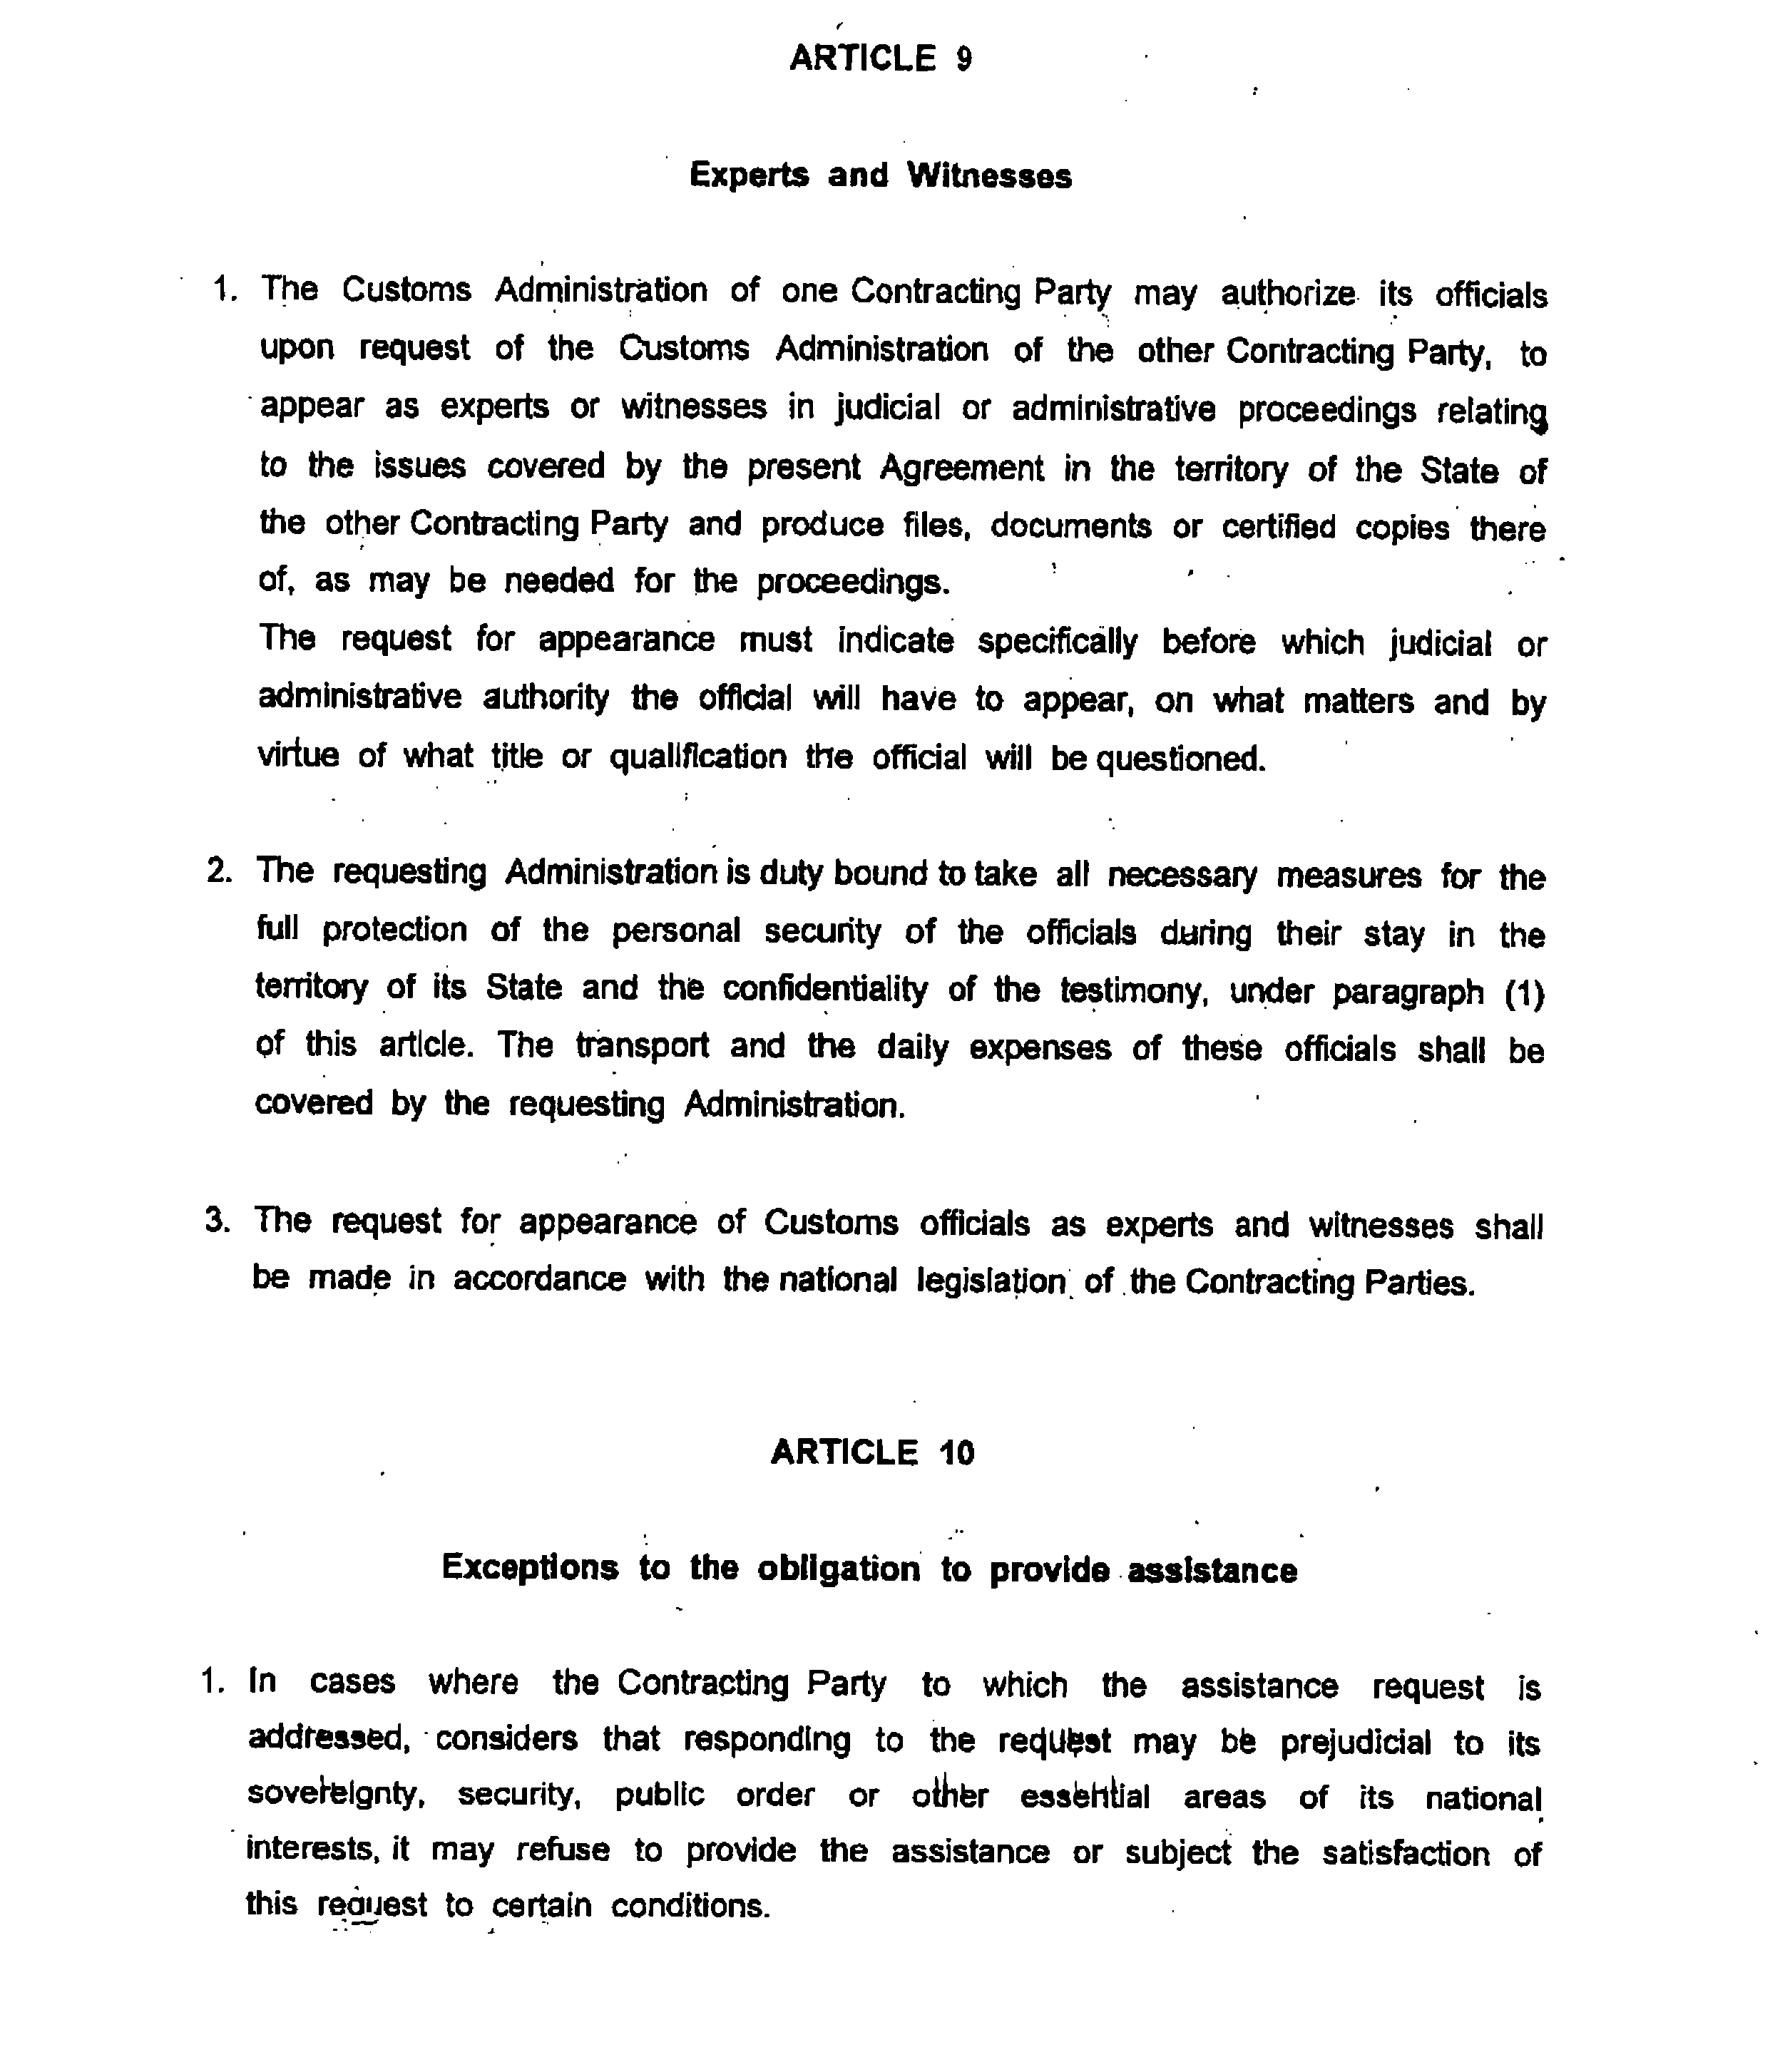 ARTICLE 9
Experts and Witnesses
1. The Customs Administration of one Contracting Party may authorize its officials
upon request of the Customs Administration of the other Contracting Party, to
appear as experts or witnesses in judicial or administrative proceedings relating
to the issues covered by the present Agreement in the territory of the State of
the other Contracting Party and produce files, documents or certified copies there
of, as may be needed for the proceedings.
The request for appearance must indicate specifically before which judicial or
administrative authority the official will have to appear, on what matters and by
virtue of what title or qualification the official will be questioned.
2. The requesting Administration is duty bound to take all necessary measures for the
full protection of the personal security of the officials during their stay in the
territory of its State and the confidentiality of the testimony, under paragraph (1)
of this article. The transport and the daily expenses of these officials shall be
covered by the requesting Administration.
3. The request for appearance of Customs officials as experts and witnesses shall
be made in accordance with the national legislation of the Contracting Parties.
ARTICLE 10
Exceptions to the obligation to provide assistance
1. In cases where the Contracting Party to which the assistance request is
addressed, considers that responding to the request may be prejudicial to its
sovereignty, security, public order or other essential areas of its national
interests, it may refuse to provide the assistance or subject the satisfaction of
this request to certain conditions.